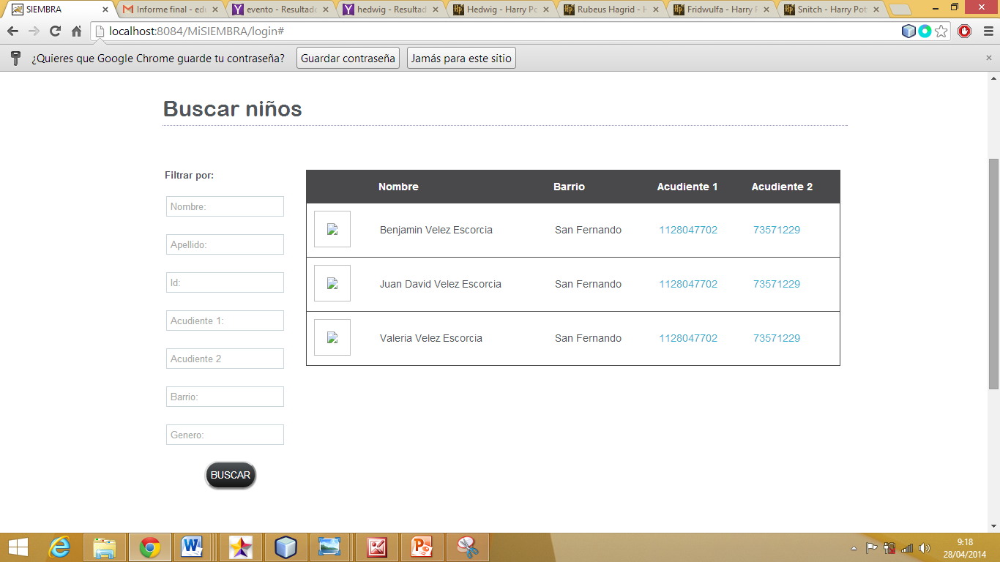 SIEMBRA
Informe final - edu
evento - Resultado
hedwig - Resultad
Hedwig - Harry Po
Rubeus Hagrid - H
Fridwulfa - Harry P
Snitch - Harry Pot
localhost:8084/MiSIEMBRA/login#
¿Quieres que Google Chrome guarde tu contraseña? Guardar contraseña Jamás para este sitio
Buscar niños
Filtrar por:
Nombre:
Apellido:
Id:
Acudiente 1:
Acudiente 2
Barrio:
Genero:
BUSCAR
Nombre Barrio Acudiente 1 Acudiente 2
Benjamin Velez Escorcia San Fernando 1128047702 73571229
Juan David Velez Escorcia San Fernando 1128047702 73571229
Valeria Velez Escorcia San Fernando 1128047702 73571229
9:18
28/04/2014